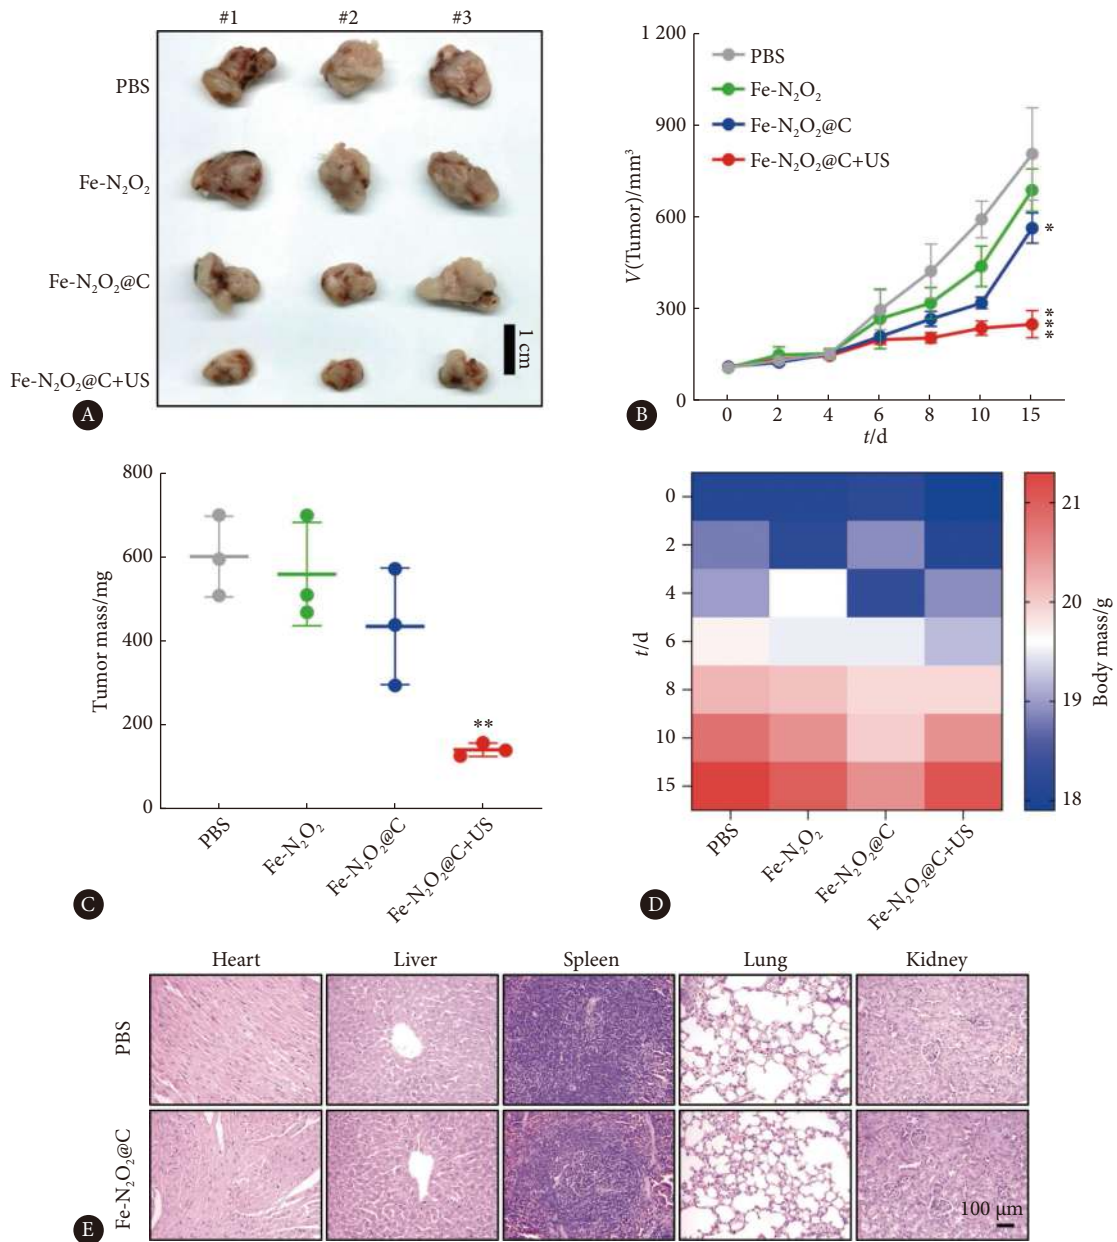 #1 #2 #3
PBS
Fe-N₂O₂
Fe-N₂O₂@C
Fe-N₂O₂@C+US
1 cm
A
1 200
900
600
300
0
V(Tumor)/mm³
PBS
Fe-N₂O₂
Fe-N₂O₂@C
Fe-N₂O₂@C+US
*
***
0 2 4 6 8 10 15
t/d
B
800
600
400
200
0
Tumor mass/mg
**
PBS
Fe-N₂O₂
Fe-N₂O₂@C
Fe-N₂O₂@C+US
C
0
2
4
6
8
10
15
t/d
PBS
Fe-N₂O₂
Fe-N₂O₂@C
Fe-N₂O₂@C+US
21
20
19
18
Body mass/g
D
Heart Liver Spleen Lung Kidney
PBS
Fe-N₂O₂@C
100 μm
E